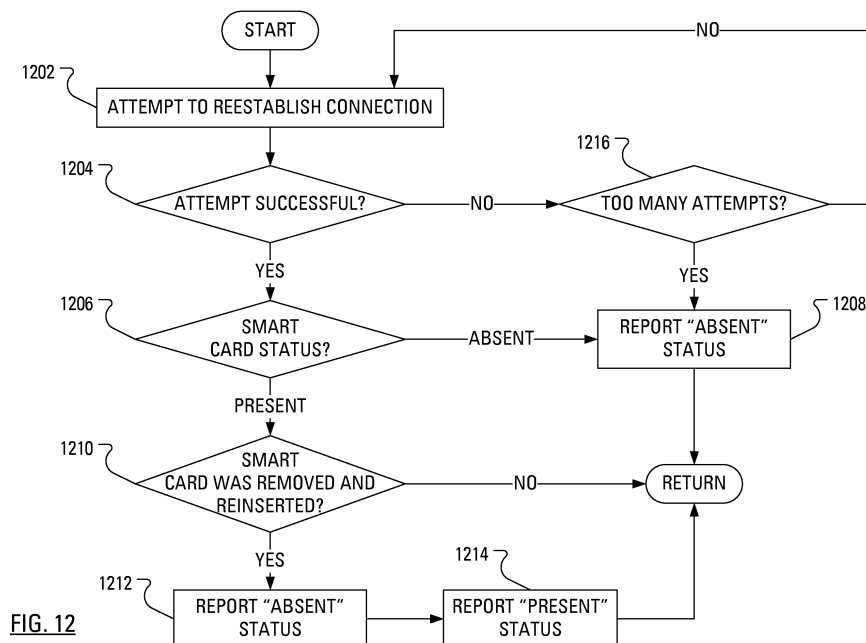 START
NO
1202
ATTEMPT TO REESTABLISH CONNECTION
1204
ATTEMPT SUCCESSFUL?
NO
1216
TOO MANY ATTEMPTS?
YES
YES
1206
SMART
CARD STATUS?
ABSENT
REPORT “ABSENT”
STATUS
1208
PRESENT
1210
SMART
CARD WAS REMOVED AND
REINSERTED?
NO
RETURN
YES
1212
REPORT “ABSENT”
STATUS
1214
REPORT “PRESENT”
STATUS
FIG. 12